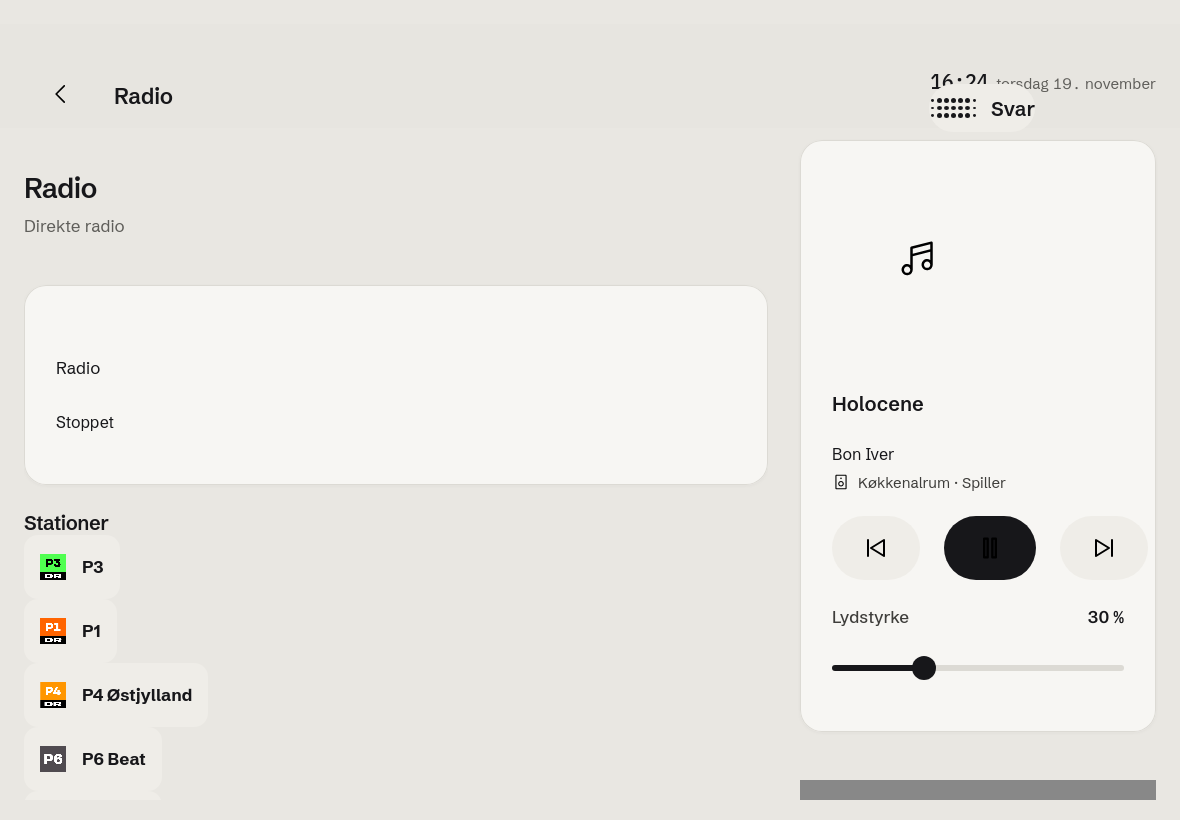 Radio
16:24 torsdag 19. november
Svar
Radio
Direkte radio
Radio
Stoppet
Stationer
P3 DR P3
P1 DR P1
P4 DR P4 Østjylland
P6 P6 Beat
Holocene
Bon Iver
Køkkenalrum · Spiller
Lydstyrke 30 %